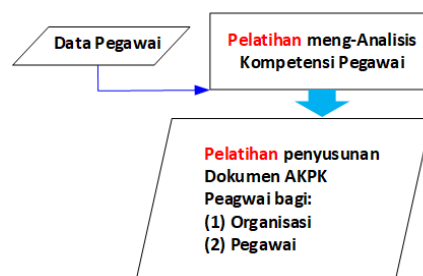 Data Pegawai
Pelatihan meng-Analisis
Kompetensi Pegawai
Pelatihan penyusunan
Dokumen AKPK
Peagwai bagi:
(1) Organisasi
(2) Pegawai